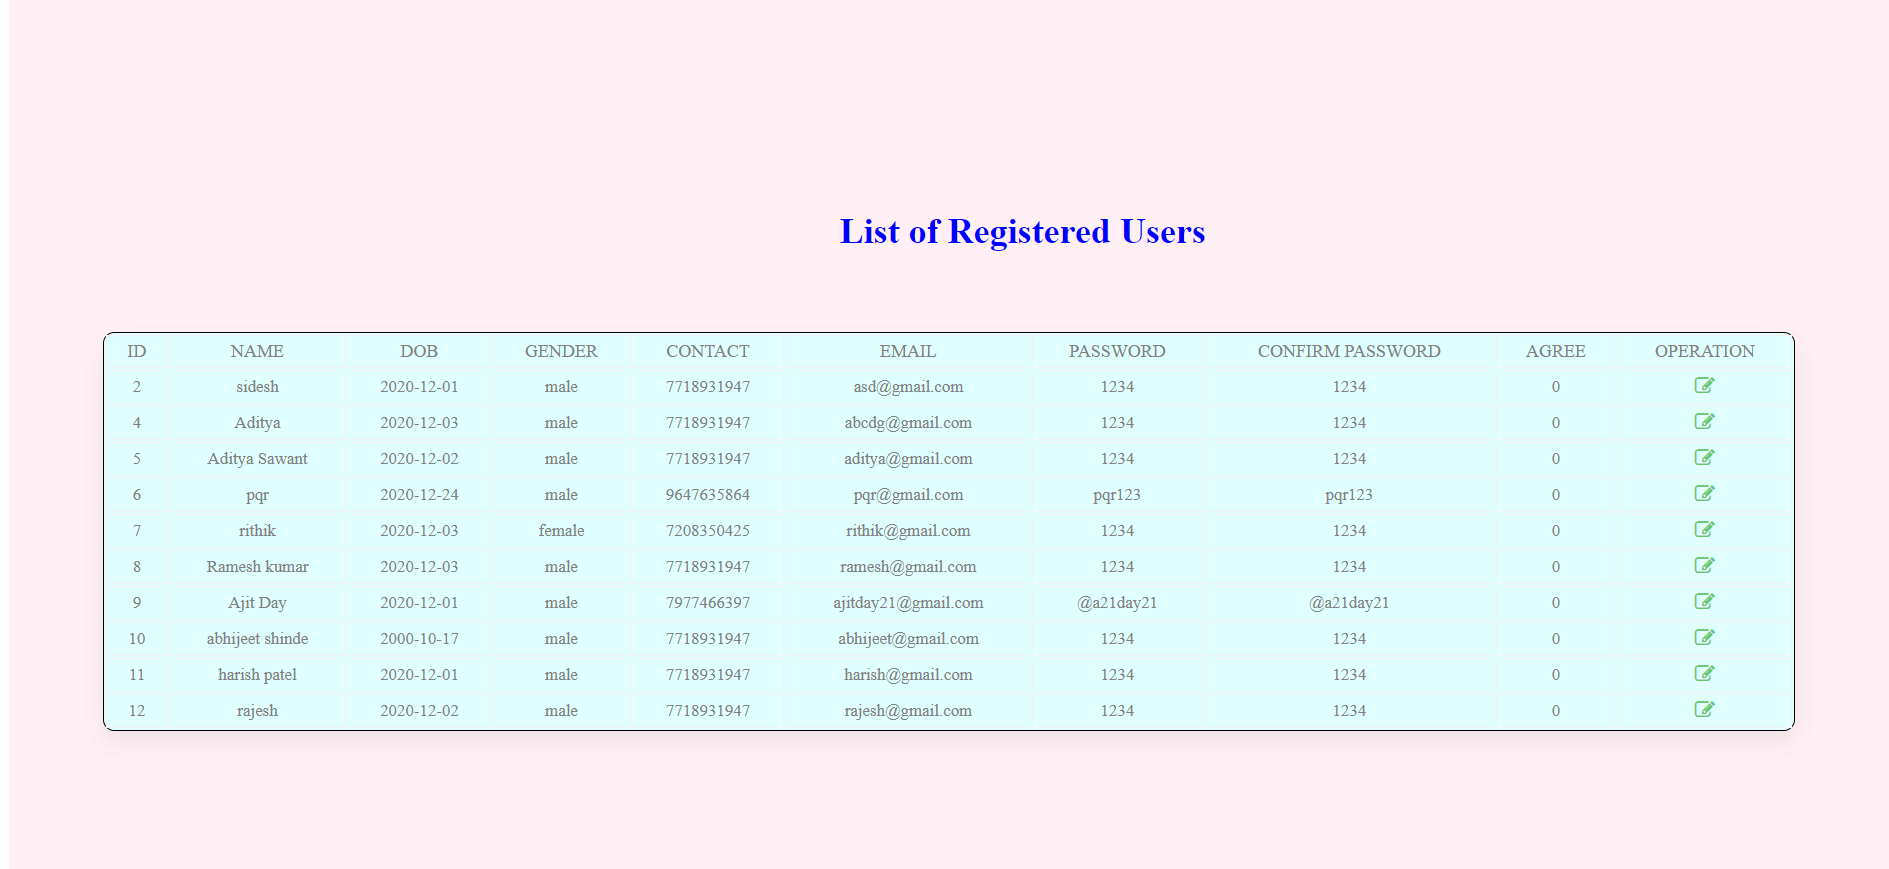 List of Registered Users
ID NAME DOB GENDER CONTACT EMAIL PASSWORD CONFIRM PASSWORD AGREE OPERATION
2 sidesh 2020-12-01 male 7718931947 asd@gmail.com 1234 1234 0
4 Aditya 2020-12-03 male 7718931947 abcdg@gmail.com 1234 1234 0
5 Aditya Sawant 2020-12-02 male 7718931947 aditya@gmail.com 1234 1234 0
6 pqr 2020-12-24 male 9647635864 pqr@gmail.com pqr123 pqr123 0
7 rithik 2020-12-03 female 7208350425 rithik@gmail.com 1234 1234 0
8 Ramesh kumar 2020-12-03 male 7718931947 ramesh@gmail.com 1234 1234 0
9 Ajit Day 2020-12-01 male 7977466397 ajitday21@gmail.com @a21day21 @a21day21 0
10 abhijeet shinde 2000-10-17 male 7718931947 abhijeet@gmail.com 1234 1234 0
11 harish patel 2020-12-01 male 7718931947 harish@gmail.com 1234 1234 0
12 rajesh 2020-12-02 male 7718931947 rajesh@gmail.com 1234 1234 0